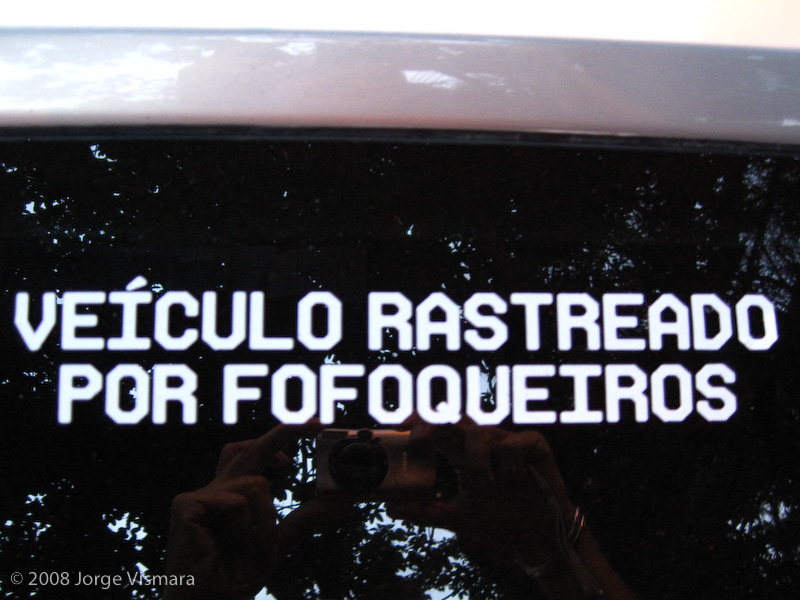 VEÍCULO RASTREADO
POR FOFOQUEIROS
© 2008 Jorge Vismara